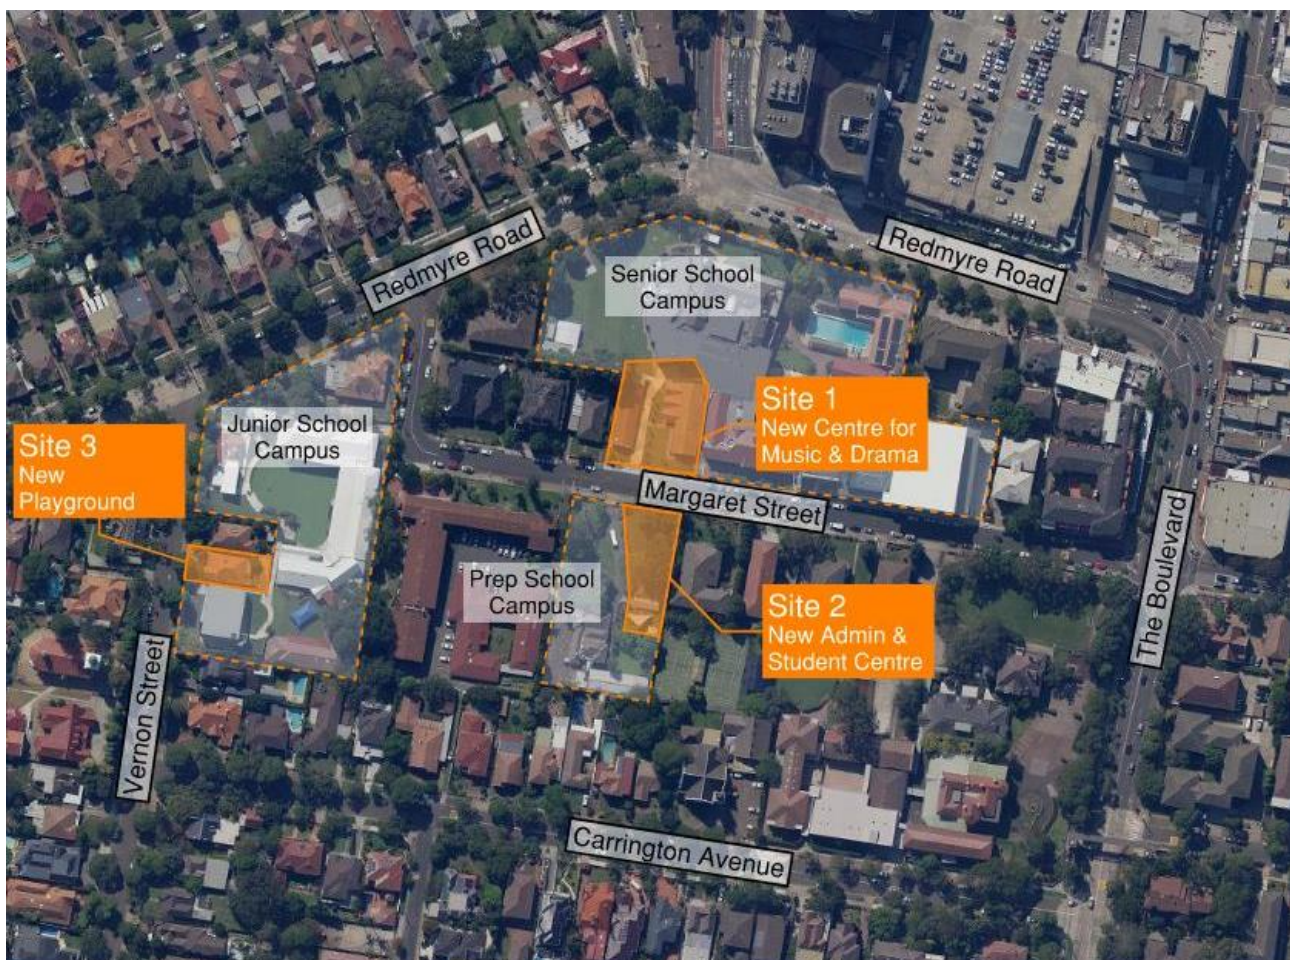 Redmyre Road
Redmyre Road
Senior School
Campus
Site 1
New Centre for
Music & Drama
Junior School
Campus
Site 3
New
Playground
Margaret Street
Prep School
Campus
Site 2
New Admin &
Student Centre
The Boulevard
Vernon Street
Carrington Avenue